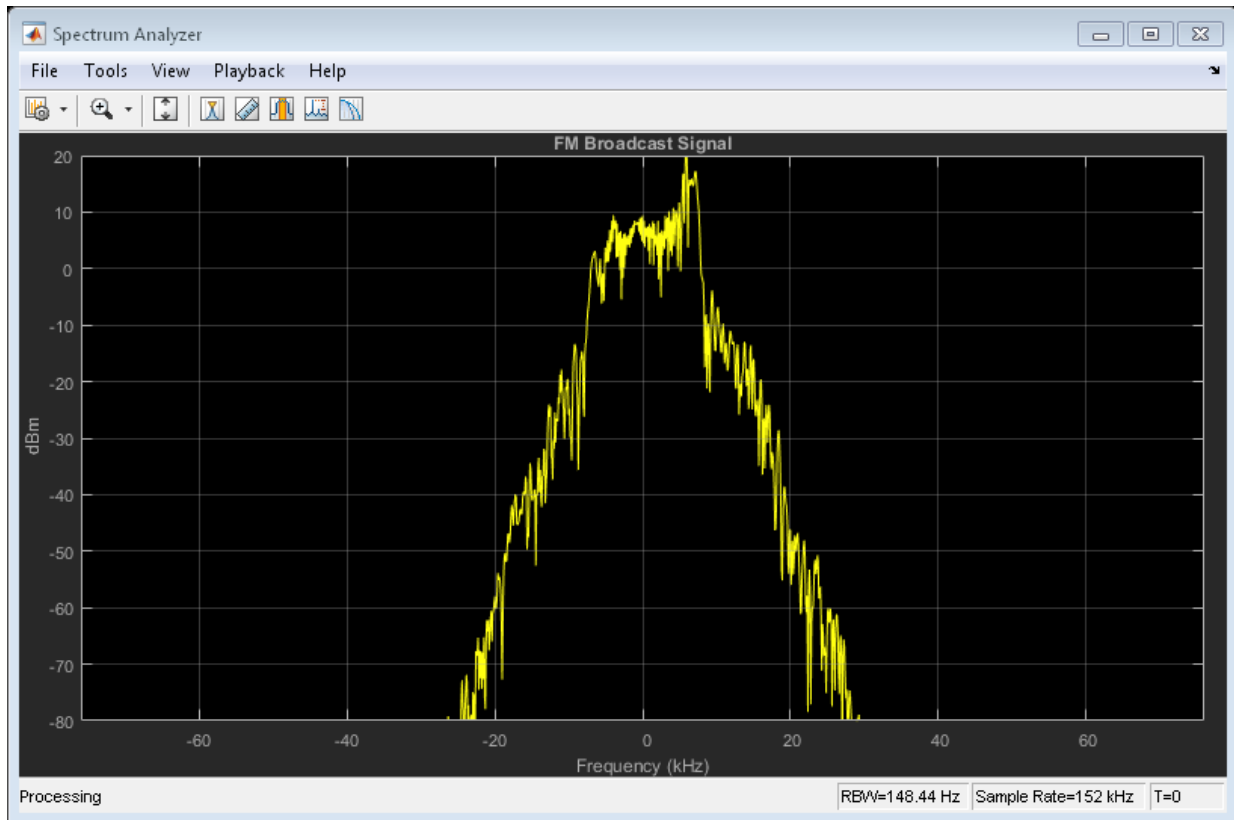 Spectrum Analyzer
File Tools View Playback Help
FM Broadcast Signal
20
10
0
-10
-20
-30
-40
-50
-60
-70
-80
dBm
-60 -40 -20 0 20 40 60
Frequency (kHz)
Processing RBW=148.44 Hz Sample Rate=152 kHz T=0